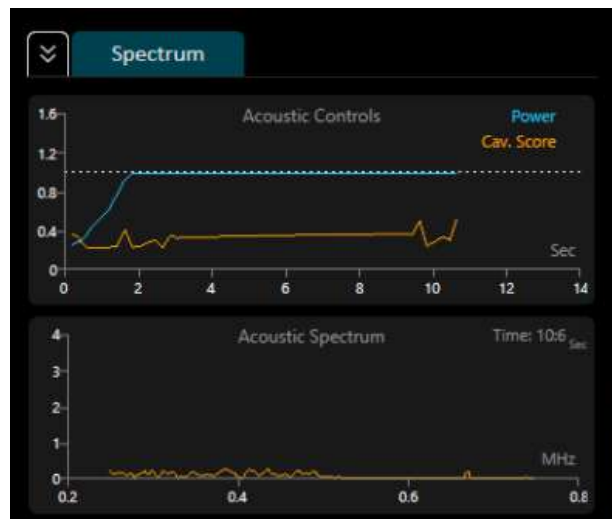 Spectrum
Acoustic Controls
Power
Cav. Score
1.6
1.2
0.8
0.4
0
Sec
0 2 4 6 8 10 12 14
Acoustic Spectrum
Time: 10:6 Sec
4
3
2
1
0
MHz
0.2 0.4 0.6 0.8